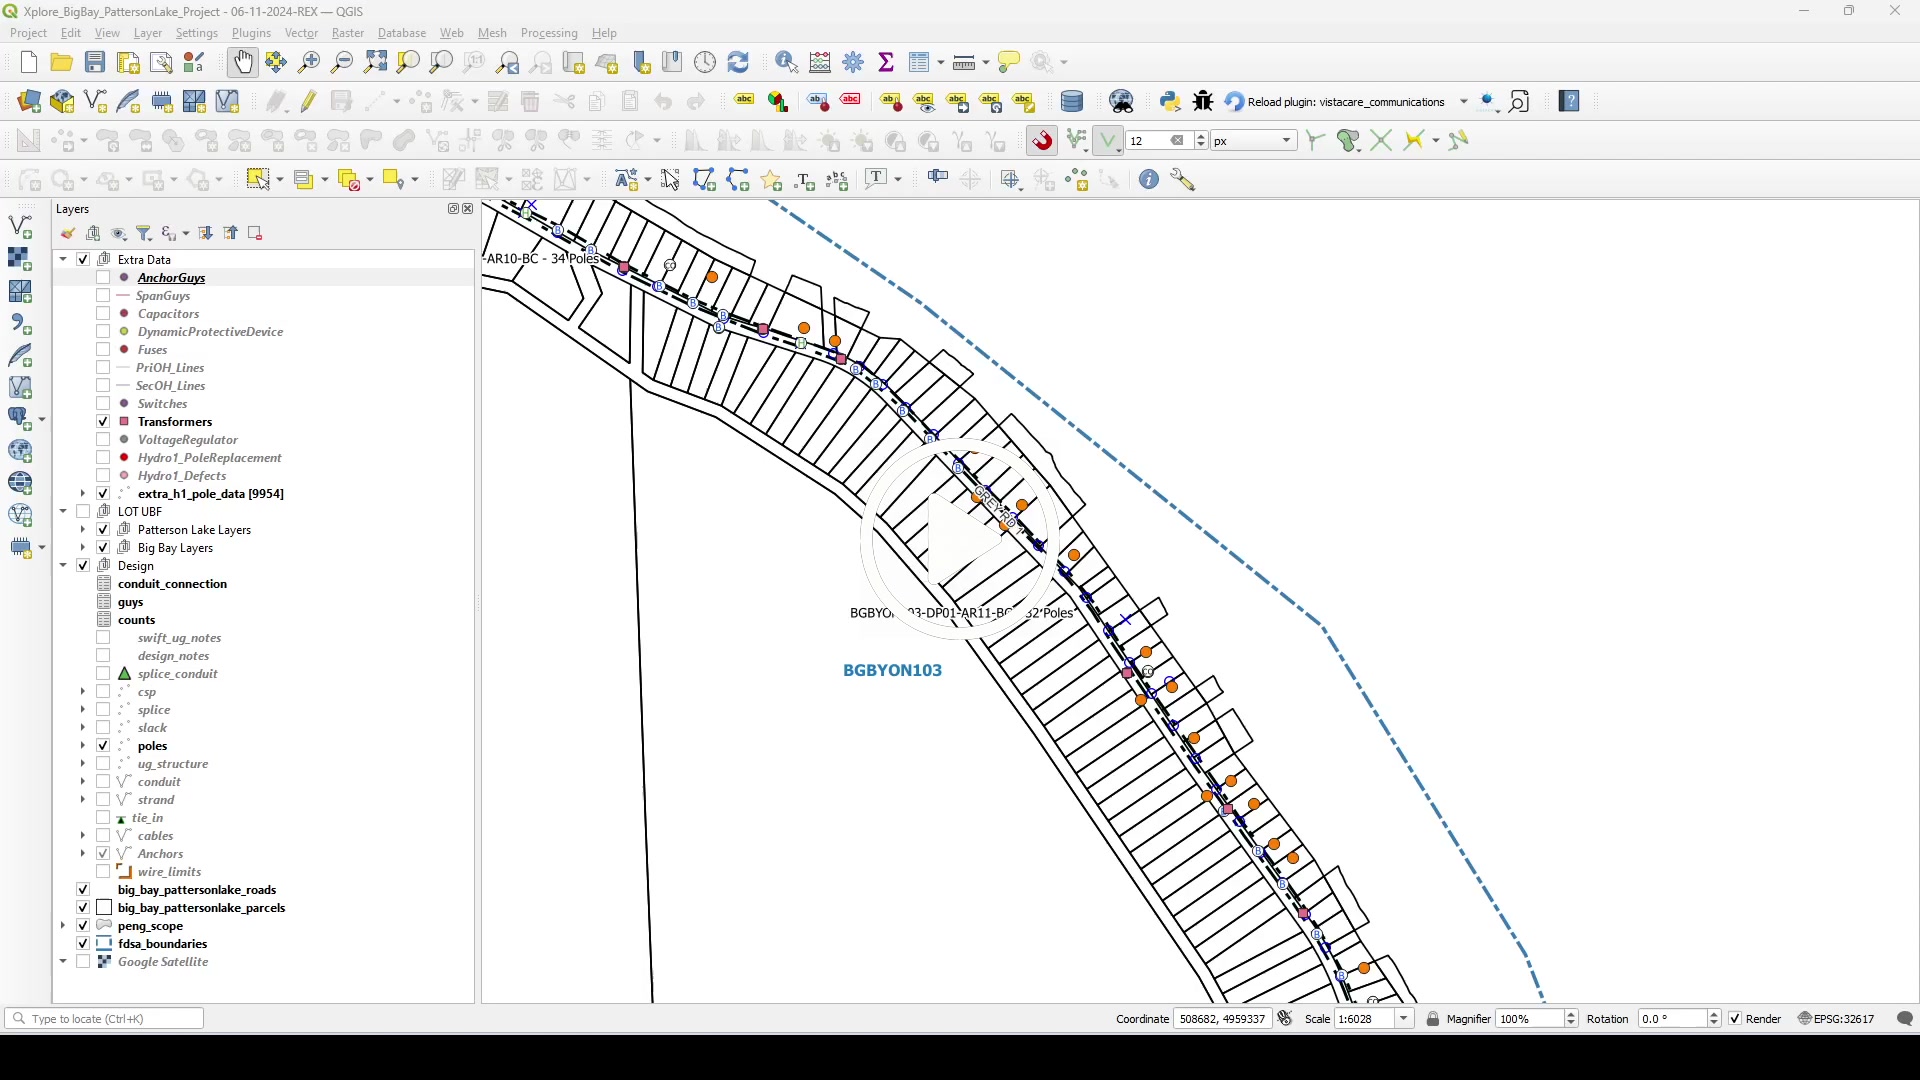 Xplore_BigBay_PattersonLake_Project - 06-11-2024-REX — QGIS
Project Edit View Layer Settings Plugins Vector Raster Database Web Mesh Processing Help
Reload plugin: vistacare_communications
12 px
Layers
Extra Data
AnchorGuys
SpanGuys
Capacitors
DynamicProtectiveDevice
Fuses
PriOH_Lines
SecOH_Lines
Switches
Transformers
VoltageRegulator
Hydro1_PoleReplacement
Hydro1_Defects
extra_h1_pole_data [9954]
LOT UBF
Patterson Lake Layers
Big Bay Layers
Design
conduit_connection
guys
counts
swift_ug_notes
design_notes
splice_conduit
csp
splice
slack
poles
ug_structure
conduit
strand
tie_in
cables
Anchors
wire_limits
big_bay_pattersonlake_roads
big_bay_pattersonlake_parcels
peng_scope
fdsa_boundaries
Google Satellite
-AR10-BC - 34 Poles
GREY RD 1
BGBYON103-DP01-AR11-BC - 32 Poles
BGBYON103
Type to locate (Ctrl+K)
Coordinate 508682, 4959337 Scale 1:6028 Magnifier 100% Rotation 0.0 ° Render EPSG:32617